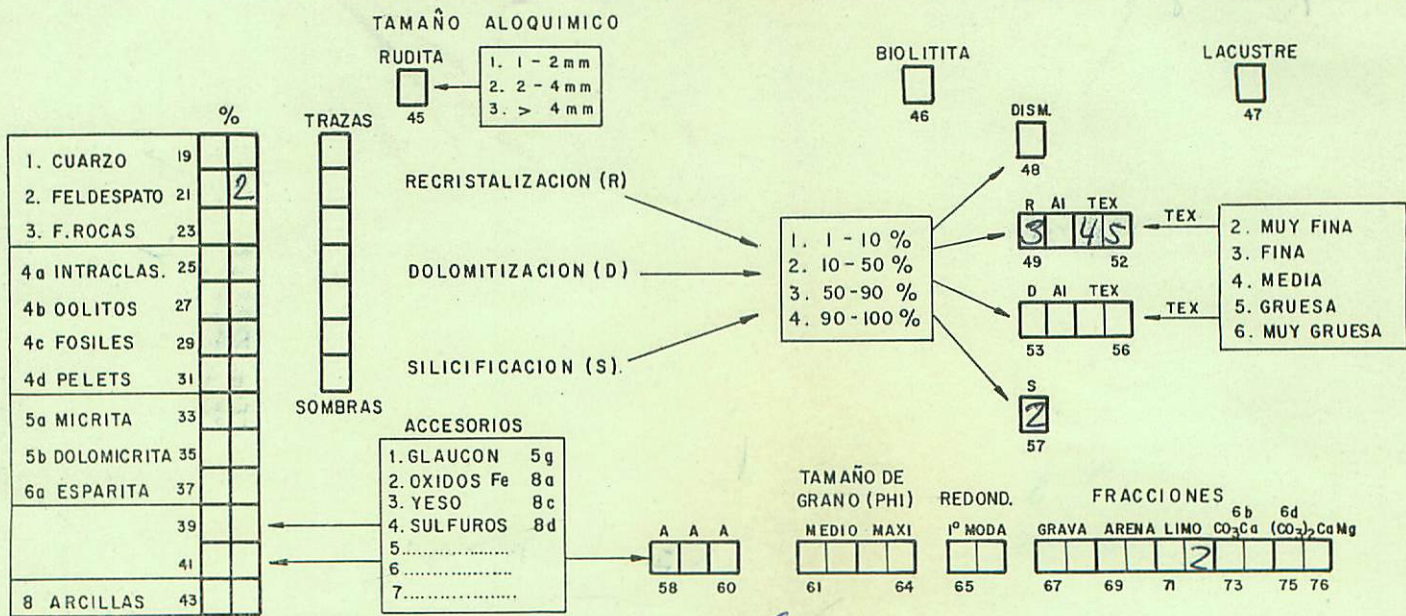 TAMAÑO ALOQUIMICO
RUDITA
1. 1 - 2 mm
2. 2 - 4 mm
3. > 4 mm
45
BIOLITITA
46
LACUSTRE
47
%
TRAZAS
1. CUARZO 19
2. FELDESPATO 21 2
3. F.ROCAS 23
4a INTRACLAS. 25
4b OOLITOS 27
4c FOSILES 29
4d PELETS 31
5a MICRITA 33
5b DOLOMICRITA 35
6a ESPARITA 37
39
41
8 ARCILLAS 43
SOMBRAS
RECRISTALIZACION (R)
DOLOMITIZACION (D)
SILICIFICACION (S).
1. 1 - 10 %
2. 10 - 50 %
3. 50 - 90 %
4. 90 - 100 %
DISM.
48
R AI TEX
3 4 5
49 52
D AI TEX
53 56
S
2
57
TEX
TEX
2. MUY FINA
3. FINA
4. MEDIA
5. GRUESA
6. MUY GRUESA
ACCESORIOS
1. GLAUCON 5g
2. OXIDOS Fe 8a
3. YESO 8c
4. SULFUROS 8d
5..................
6..................
7..................
A A A
58 60
TAMAÑO DE
GRANO (PHI)
MEDIO MAXI
61 64
REDOND.
1º MODA
65
FRACCIONES
6b 6d
GRAVA ARENA LIMO CO₃Ca (CO₃)₂CaMg
2
67 69 71 73 75 76